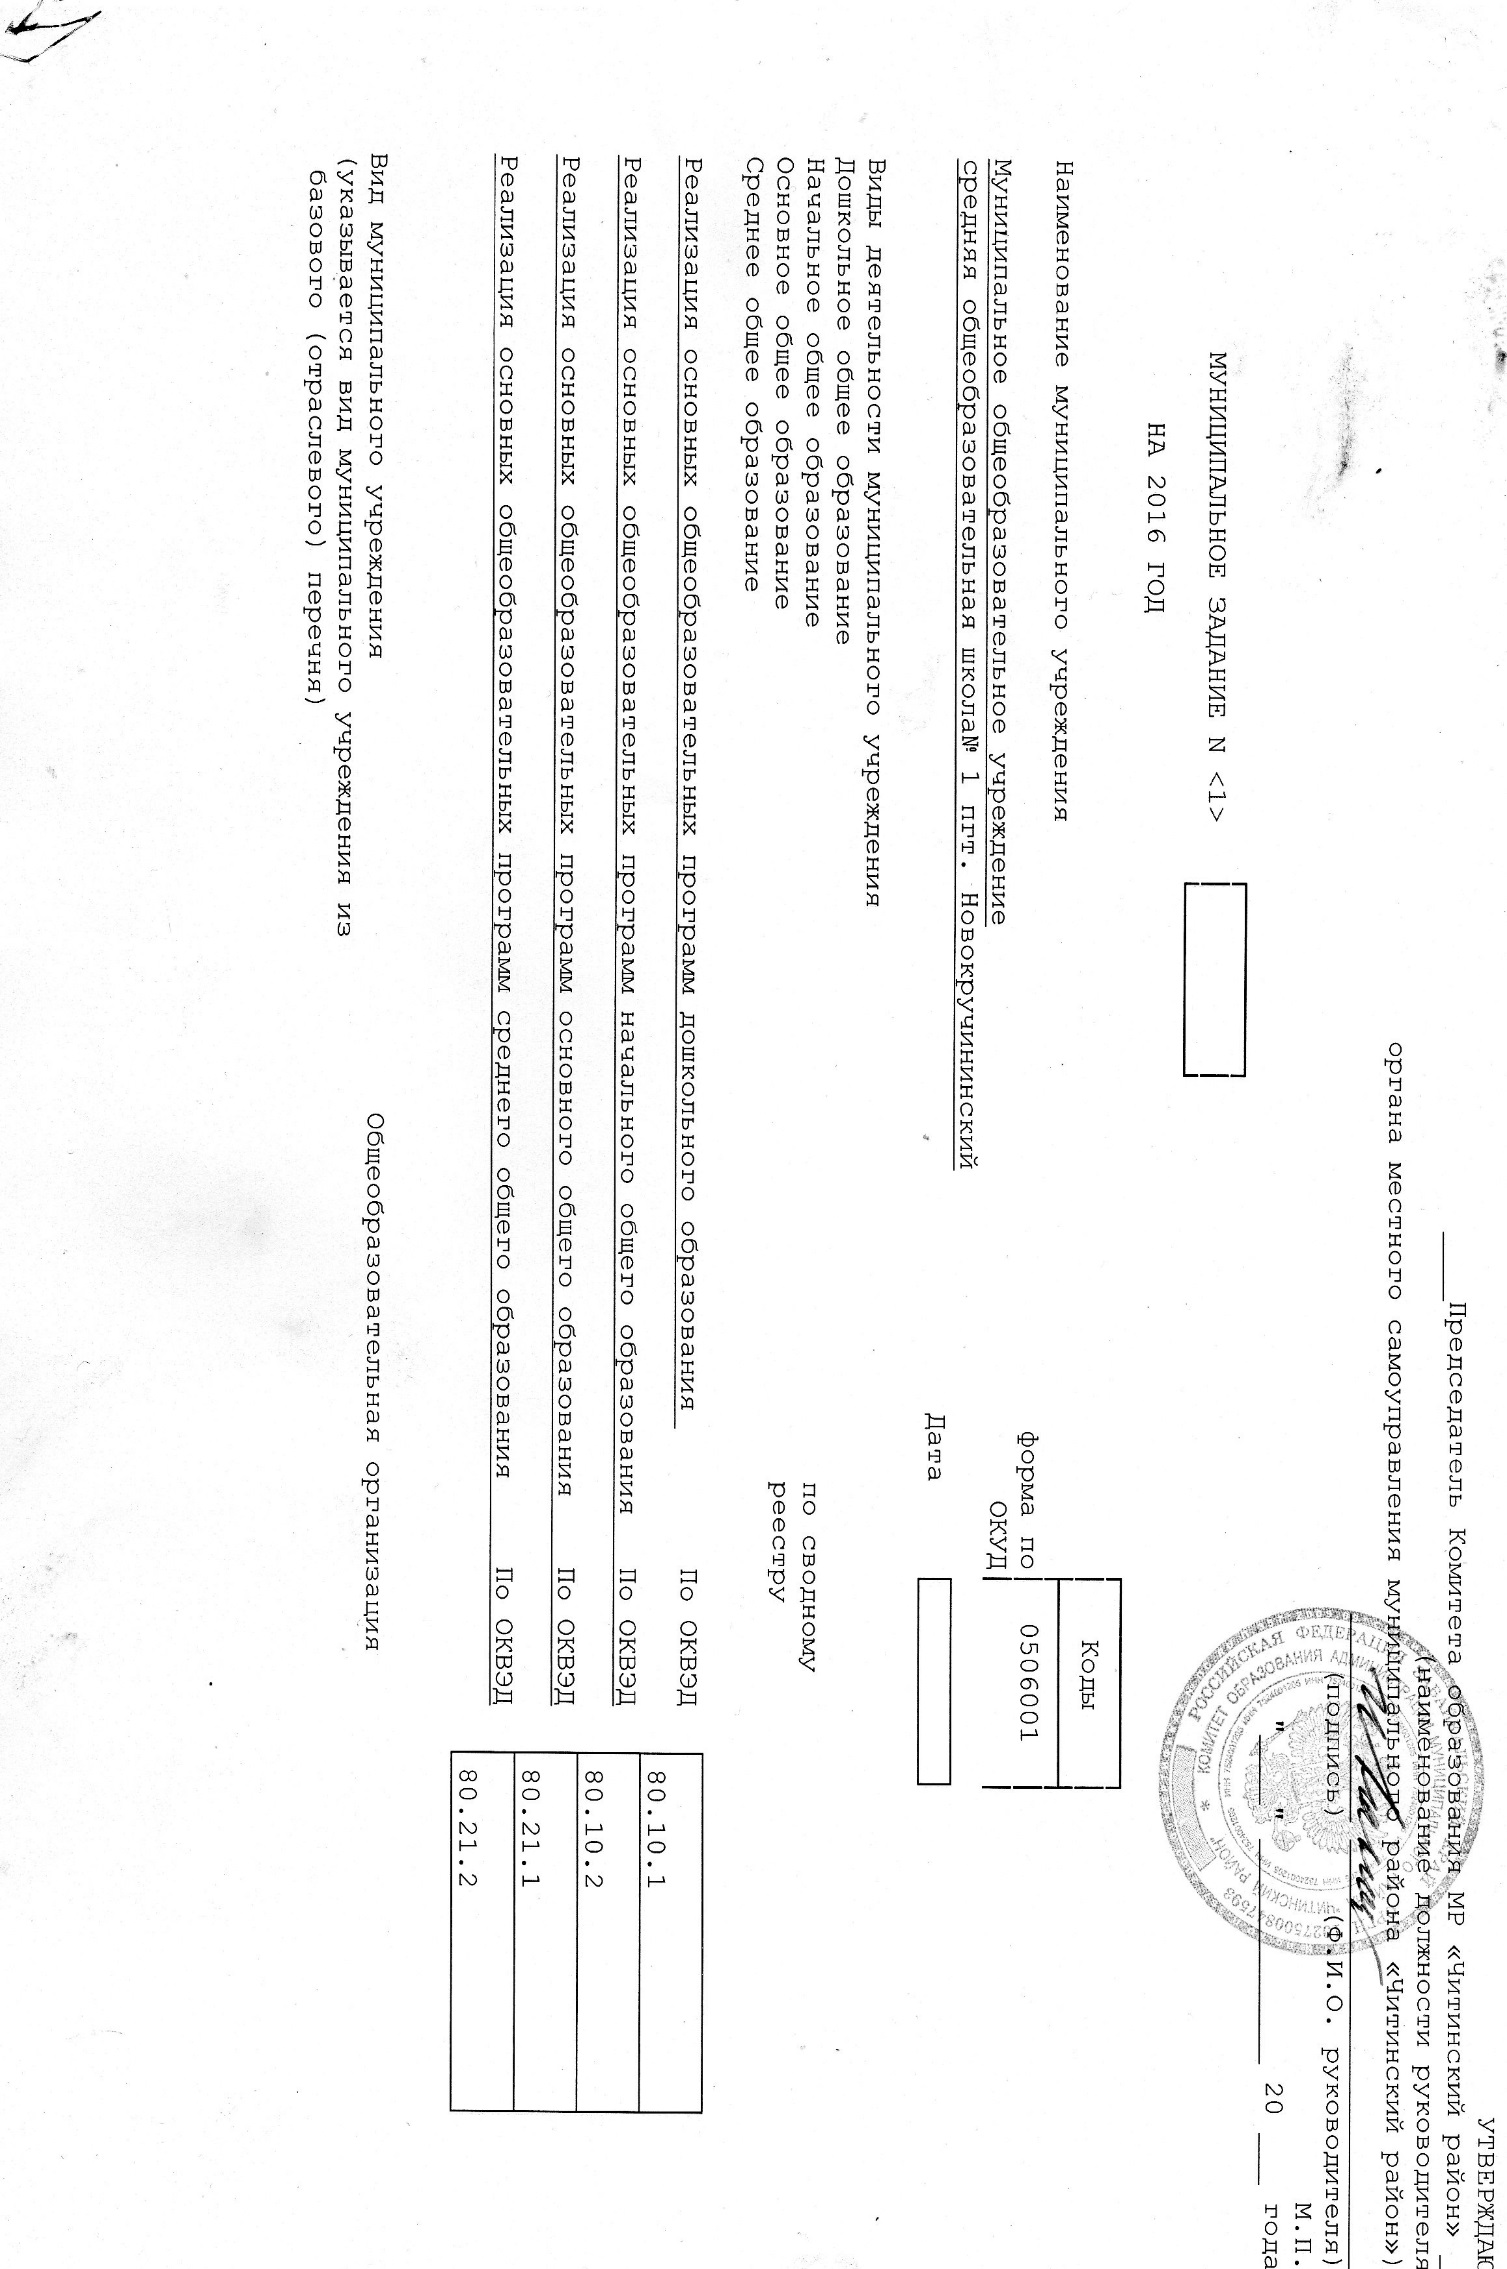 УТВЕРЖДАЮ
Председатель Комитета образования МР «Читинский район»
(наименование должности руководителя
органа местного самоуправления муниципального района «Читинский район»)
(подпись) (Ф.И.О. руководителя)
М.П.
" " 20 года
МУНИЦИПАЛЬНОЕ ЗАДАНИЕ N <1>
НА 2016 ГОД
Коды
Наименование муниципального учреждения
Форма по ОКУД 0506001
Муниципальное общеобразовательное учреждение
средняя общеобразовательная школа№ 1 пгт. Новокручининский
Дата
Виды деятельности муниципального учреждения
Дошкольное общее образование
Начальное общее образование
Основное общее образование
Среднее общее образование
по сводному
реестру
Реализация основных общеобразовательных программ дошкольного образования По ОКВЭД 80.10.1
Реализация основных общеобразовательных программ начального общего образования По ОКВЭД 80.10.2
Реализация основных общеобразовательных программ основного общего образования По ОКВЭД 80.21.1
Реализация основных общеобразовательных программ среднего общего образования По ОКВЭД 80.21.2
Вид муниципального учреждения Общеобразовательная организация
(указывается вид муниципального учреждения из
базового (отраслевого) перечня)
РОССИЙСКАЯ ФЕДЕРАЦИЯ
КОМИТЕТ ОБРАЗОВАНИЯ
ЧИТИНСКИЙ РАЙОН"